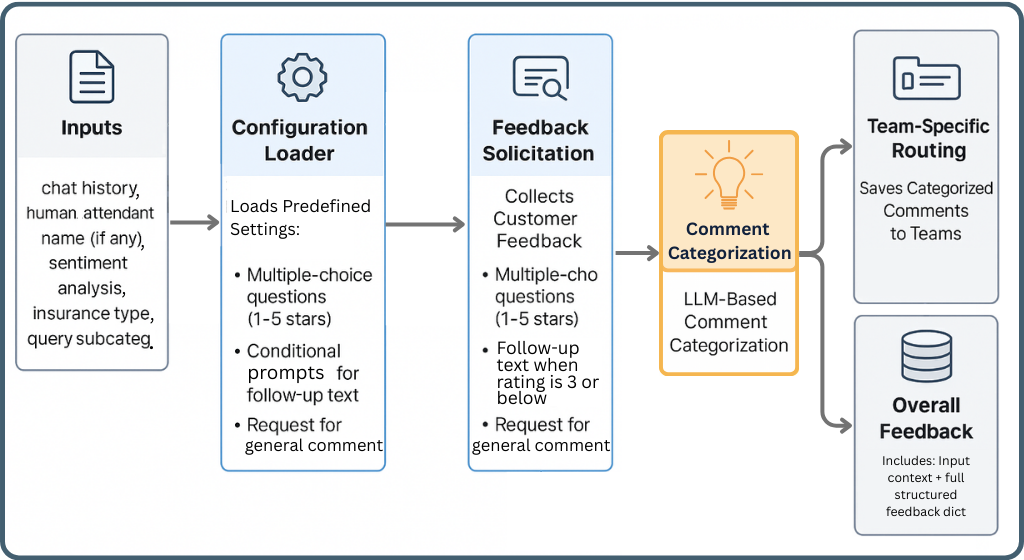 Inputs
chat history,
human attendant
name (if any),
sentiment
analysis,
insurance type,
query subcateg.
Configuration
Loader
Loads Predefined
Settings:
• Multiple-choice
questions
(1-5 stars)
• Conditional
prompts for
follow-up text
• Request for
general comment
Feedback
Solicitation
Collects
Customer
Feedback
• Multiple-cho
questions
(1-5 stars)
• Follow-up
text when
rating is 3 or
below
• Request for
general comment
Comment
Categorization
LLM-Based
Comment
Categorization
Team-Specific
Routing
Saves Categorized
Comments
to Teams
Overall
Feedback
Includes: Input
context + full
structured
feedback dict